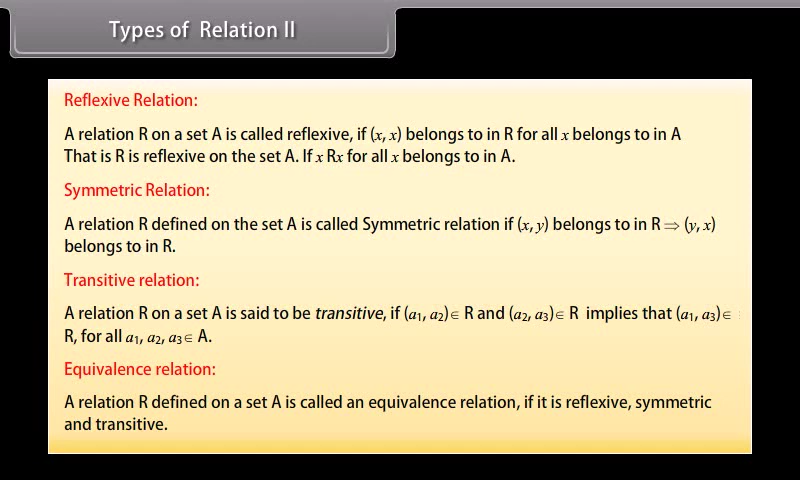 Types of Relation II
Reflexive Relation:
A relation R on a set A is called reflexive, if (x, x) belongs to in R for all x belongs to in A
That is R is reflexive on the set A. If x Rx for all x belongs to in A.
Symmetric Relation:
A relation R defined on the set A is called Symmetric relation if (x, y) belongs to in R ⇒ (y, x)
belongs to in R.
Transitive relation:
A relation R on a set A is said to be transitive, if (a₁, a₂)∈ R and (a₂, a₃)∈ R implies that (a₁, a₃)∈
R, for all a₁, a₂, a₃∈ A.
Equivalence relation:
A relation R defined on a set A is called an equivalence relation, if it is reflexive, symmetric
and transitive.